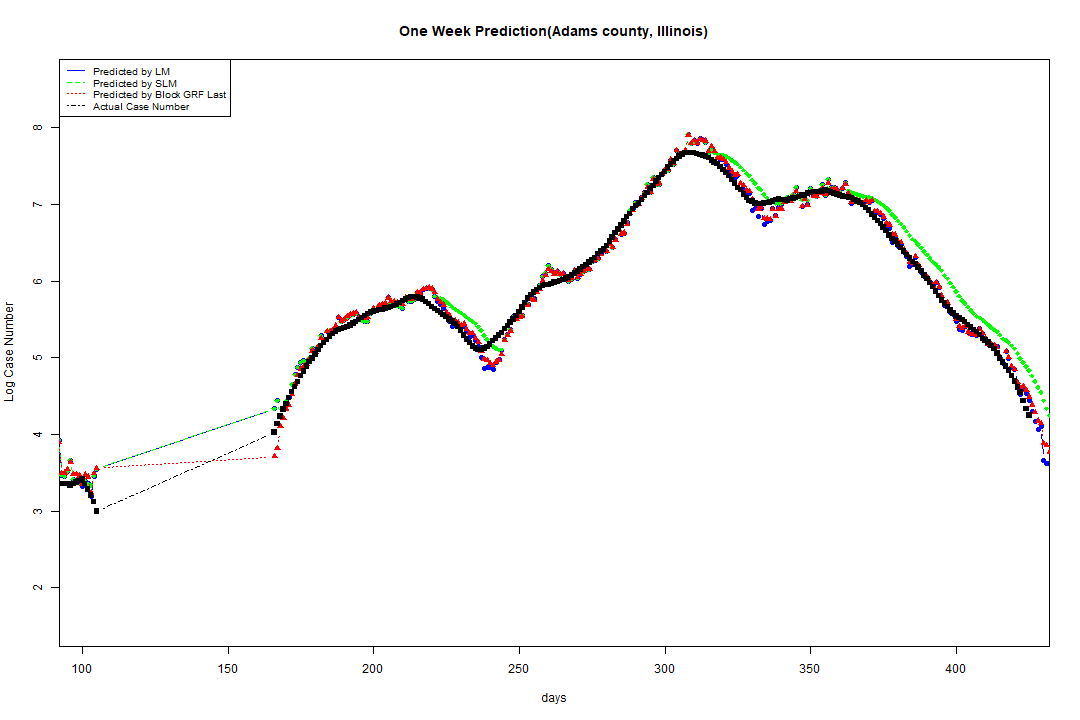 One Week Prediction(Adams county, Illinois)
Predicted by LM
Predicted by SLM
Predicted by Block GRF Last
Actual Case Number
8
7
6
5
4
3
2
Log Case Number
100 150 200 250 300 350 400
days